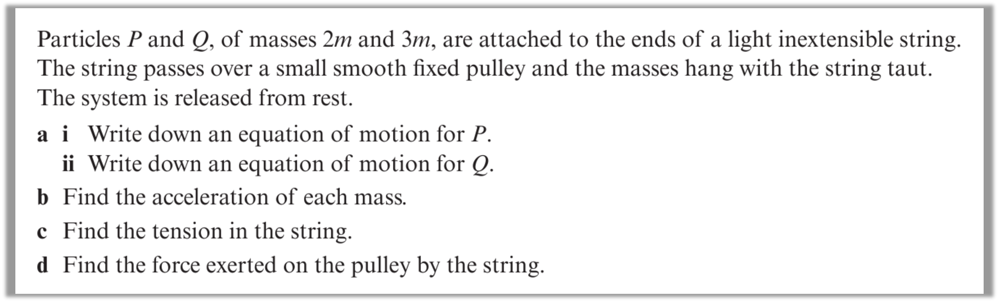 Particles P and Q, of masses 2m and 3m, are attached to the ends of a light inextensible string.
The string passes over a small smooth fixed pulley and the masses hang with the string taut.
The system is released from rest.
a i Write down an equation of motion for P.
ii Write down an equation of motion for Q.
b Find the acceleration of each mass.
c Find the tension in the string.
d Find the force exerted on the pulley by the string.